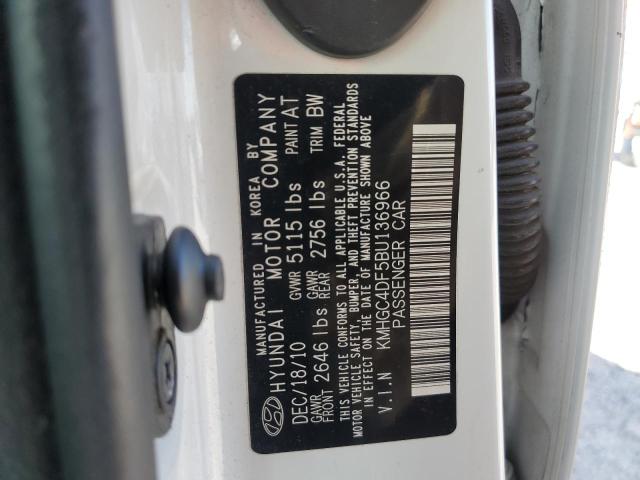 MANUFACTURED IN KOREA BY
HYUNDAI MOTOR COMPANY
DEC/18/10 GVWR 5115 lbs PAINT AT
GAWR FRONT 2646 lbs GAWR REAR 2756 lbs TRIM BW
THIS VEHICLE CONFORMS TO ALL APPLICABLE U.S.A. FEDERAL
MOTOR VEHICLE SAFETY, BUMPER, AND THEFT PREVENTION STANDARDS
IN EFFECT ON THE DATE OF MANUFACTURE SHOWN ABOVE
V.I.N KMHGC4DF5BU136966
PASSENGER CAR